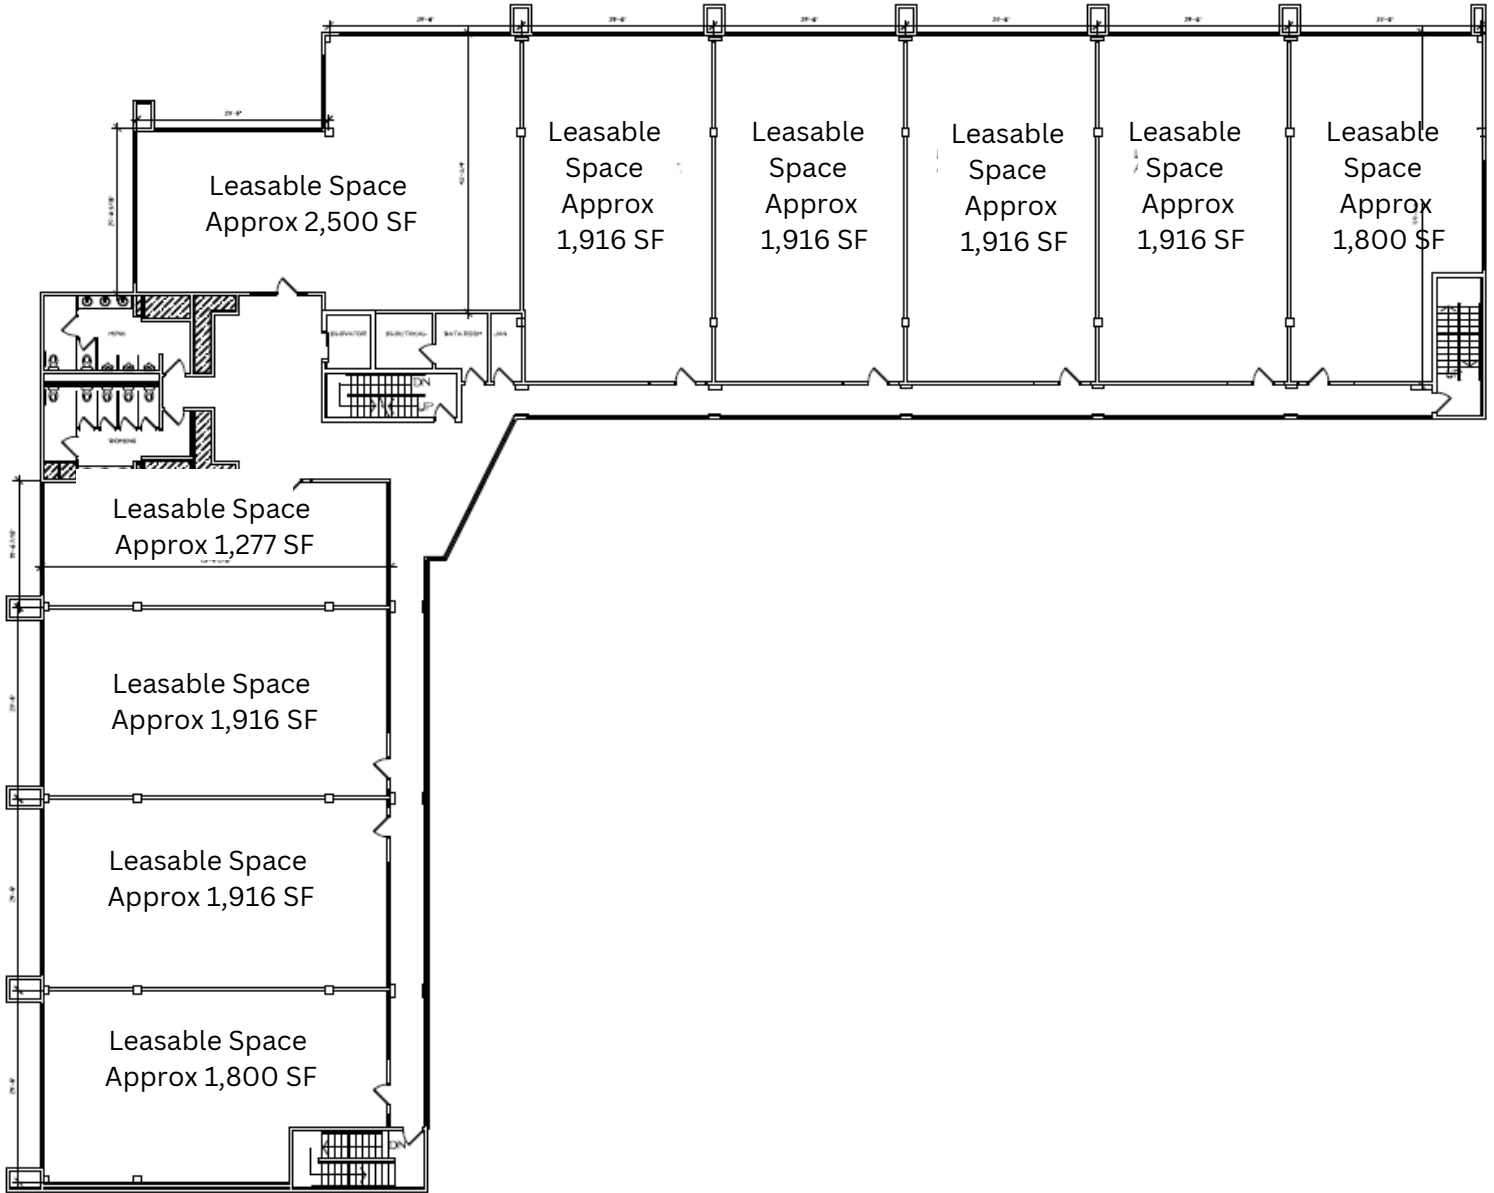 Leasable Space
Approx 2,500 SF
Leasable
Space
Approx
1,916 SF
Leasable
Space
Approx
1,916 SF
Leasable
Space
Approx
1,916 SF
Leasable
Space
Approx
1,916 SF
Leasable
Space
Approx
1,800 SF
MENS
ELEVATOR
ELECTRICAL
DATA ROOM
JAN.
DN
UP
WOMENS
Leasable Space
Approx 1,277 SF
Leasable Space
Approx 1,916 SF
Leasable Space
Approx 1,916 SF
Leasable Space
Approx 1,800 SF
DN